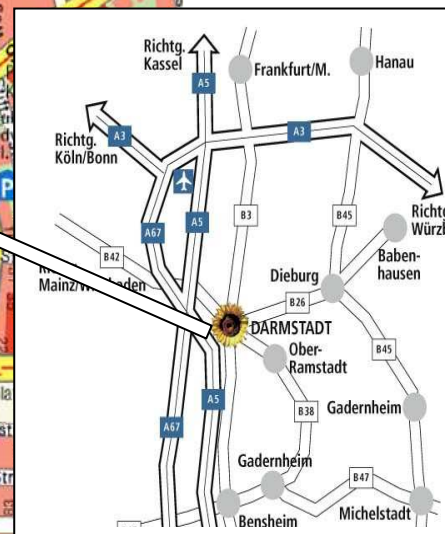 Richtg.
Kassel
Frankfurt/M.
Hanau
A5
A3
A3
Richtg.
Köln/Bonn
P
A67
A5
B3
B45
B42
Baben-
hausen
Dieburg
B26
DARMSTADT
Ober-
Ramstadt
B45
A5
B38
Gadernheim
A67
Gadernheim
B47
Bensheim
Michelstadt